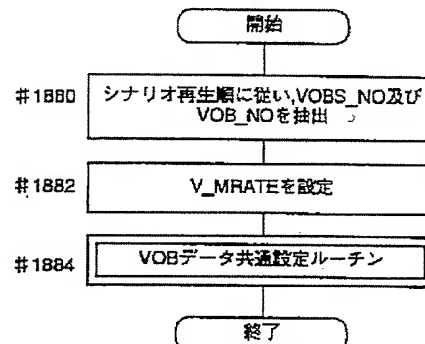 開始
#1880
シナリオ再生順に従い,VOBS_NO及び
VOB_NOを抽出
#1882
V_MRATEを設定
#1884
VOBデータ共通設定ルーチン
終了